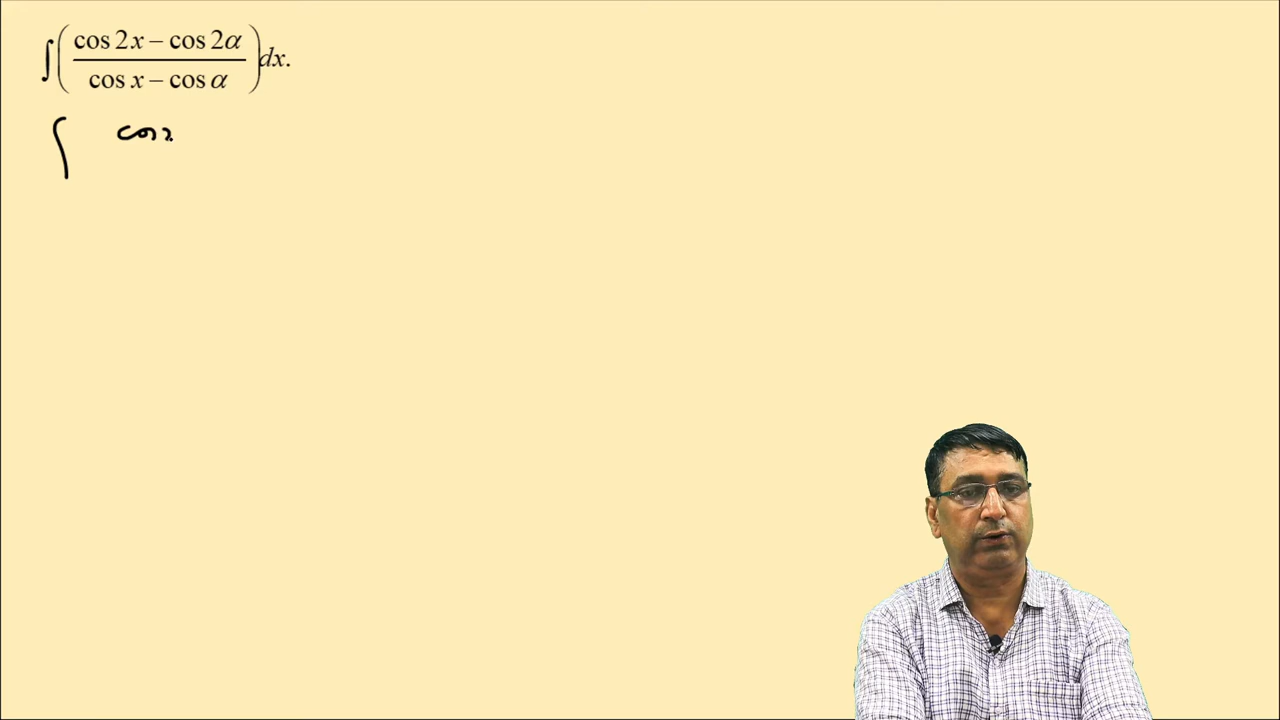 ∫(cos 2x − cos 2α / cos x − cos α)dx.
∫ cos